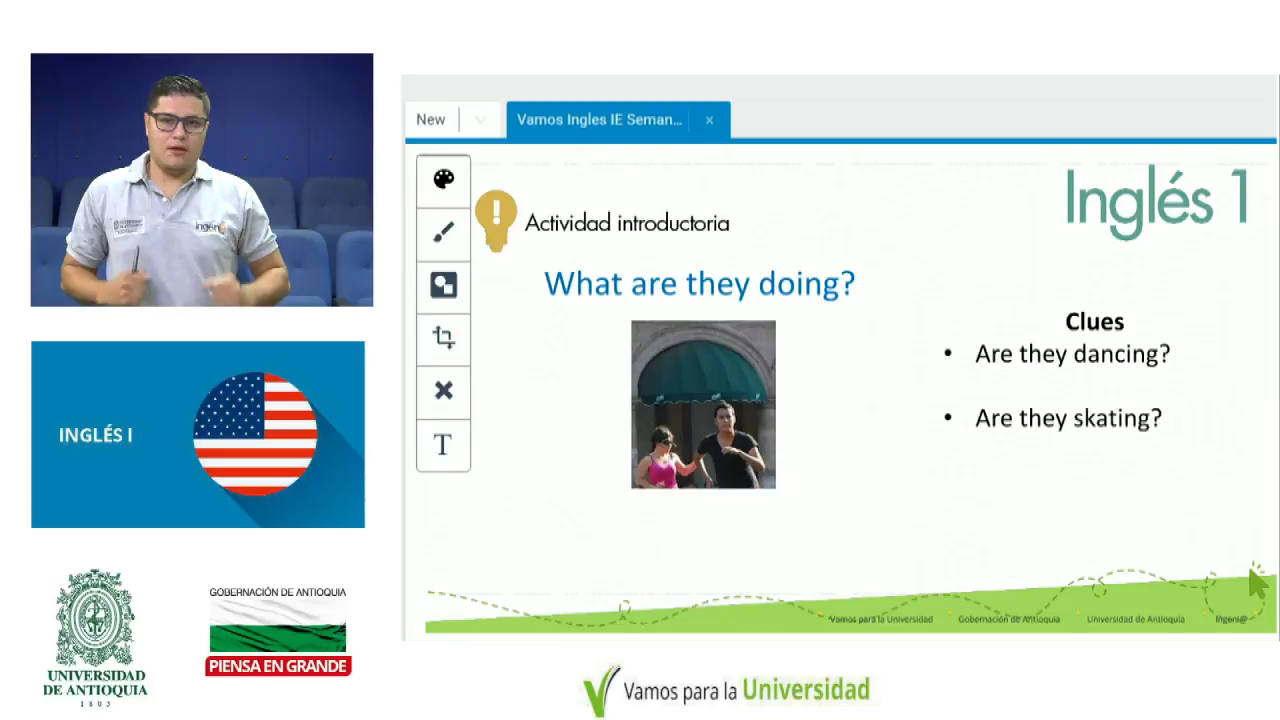 New
Vamos Ingles IE Seman...
Inglés 1
Actividad introductoria
What are they doing?
Clues
• Are they dancing?
• Are they skating?
T
Vamos para la Universidad
Gobernación de Antioquia
Universidad de Antioquia
Ingeni@
INGLÉS I
UNIVERSIDAD
DE ANTIOQUIA
1803
GOBERNACIÓN DE ANTIOQUIA
PIENSA EN GRANDE
Vamos para la Universidad